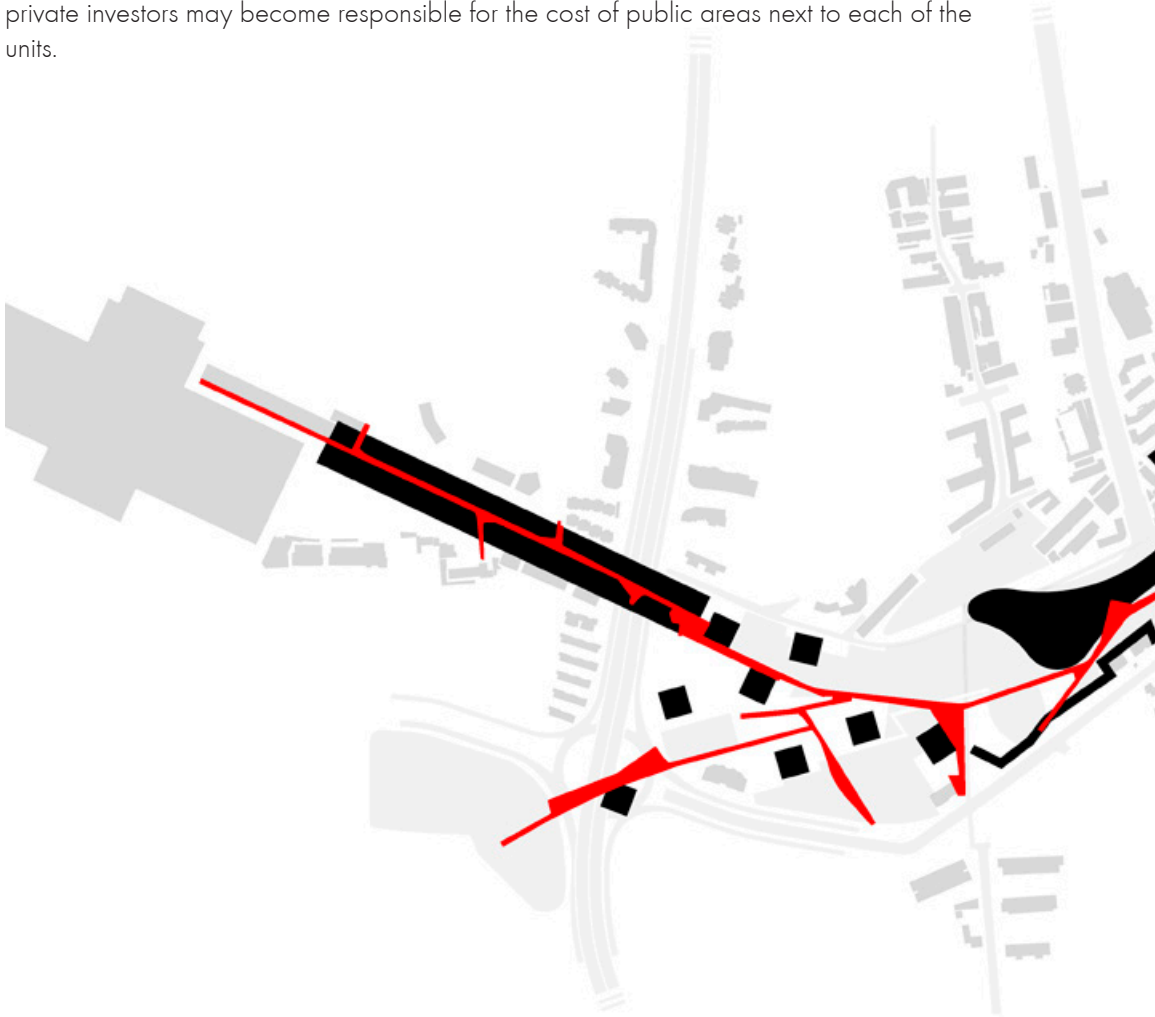 private investors may become responsible for the cost of public areas next to each of the
units.